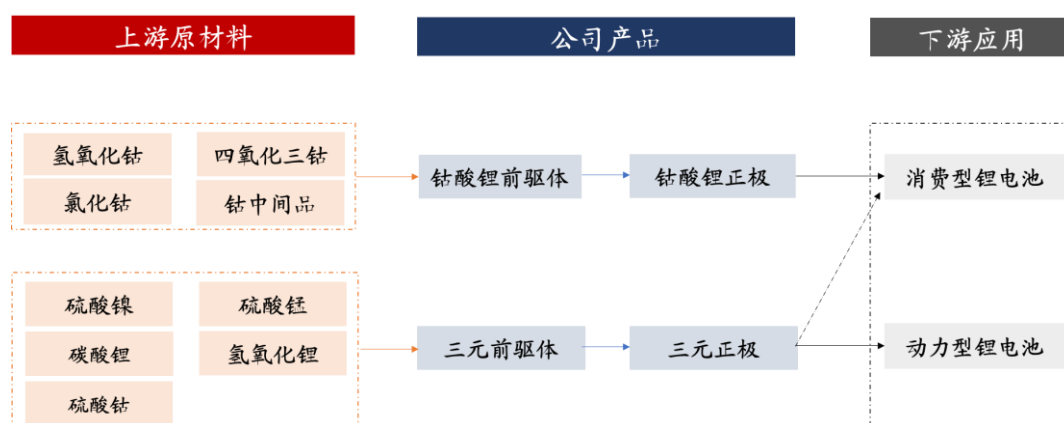 上游原材料 公司产品 下游应用
氢氧化钴 四氧化三钴
氯化钴 钴中间品
钴酸锂前驱体 钴酸锂正极 消费型锂电池
硫酸镍 硫酸锰
碳酸锂 氢氧化锂
硫酸钴
三元前驱体 三元正极 动力型锂电池